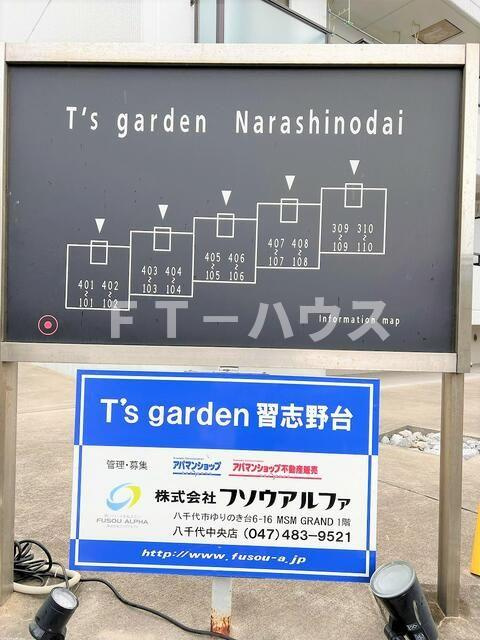 T's garden Narashinodai
309 310
~ ~
109 110
407 408
~ ~
107 108
405 406
~ ~
105 106
403 404
~ ~
103 104
401 402
~ ~
101 102
FT-ハウス
Information map
T's garden 習志野台
管理・募集 アパマンショップ アパマンショップ不動産販売
FUSOU ALPHA
株式会社 フソウアルファ
八千代市ゆりのき台6-16 MSM GRAND 1階
八千代中央店 (047) 483-9521
http://www.fusou-a.jp